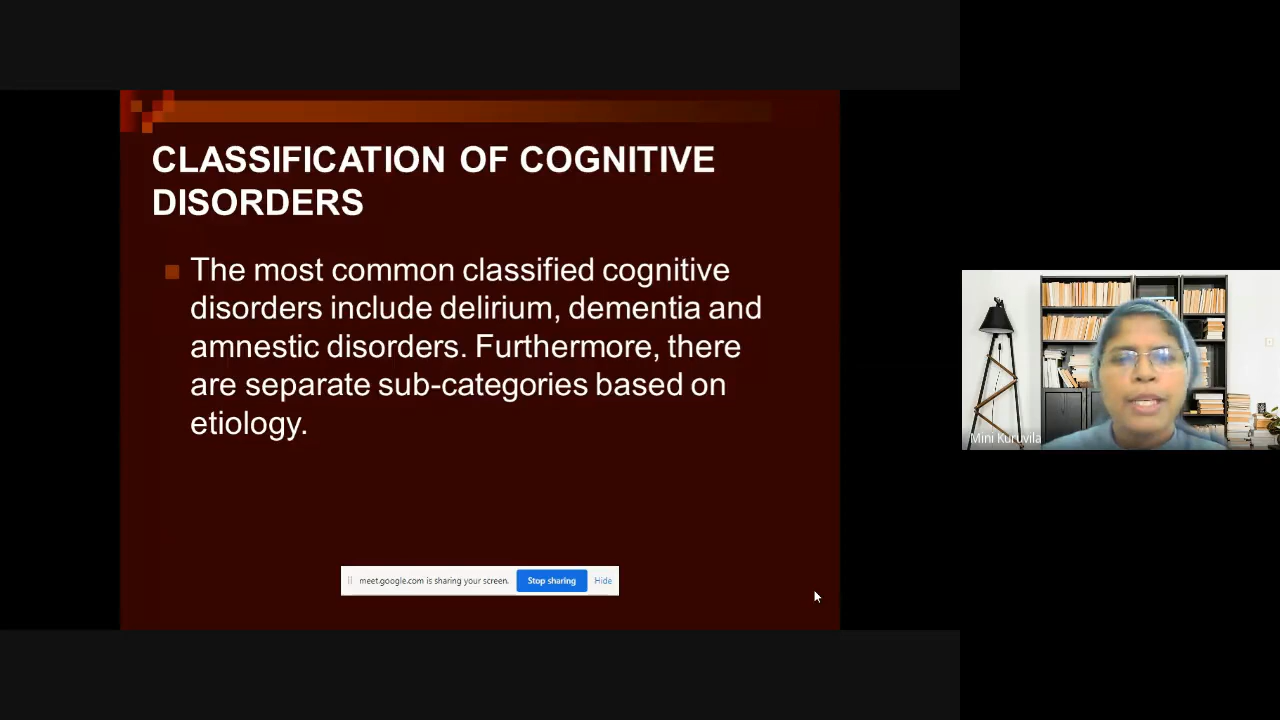 CLASSIFICATION OF COGNITIVE
DISORDERS
The most common classified cognitive
disorders include delirium, dementia and
amnestic disorders. Furthermore, there
are separate sub-categories based on
etiology.
Mini Kuruvila
meet.google.com is sharing your screen. Stop sharing Hide